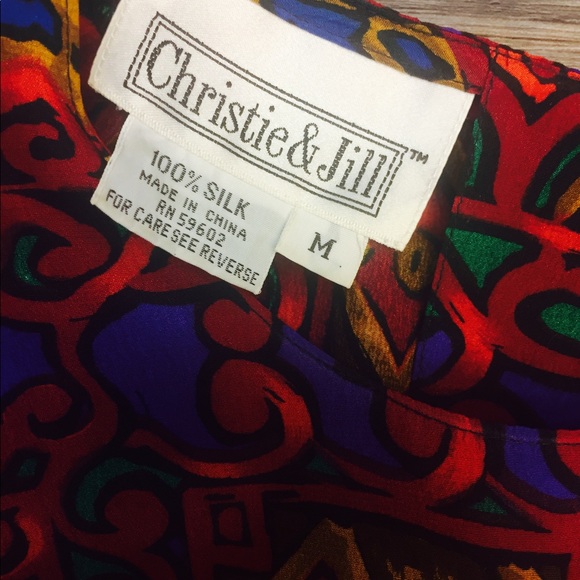 Christie & Jill™
100% SILK
MADE IN CHINA
RN 59602
FOR CARE SEE REVERSE
M